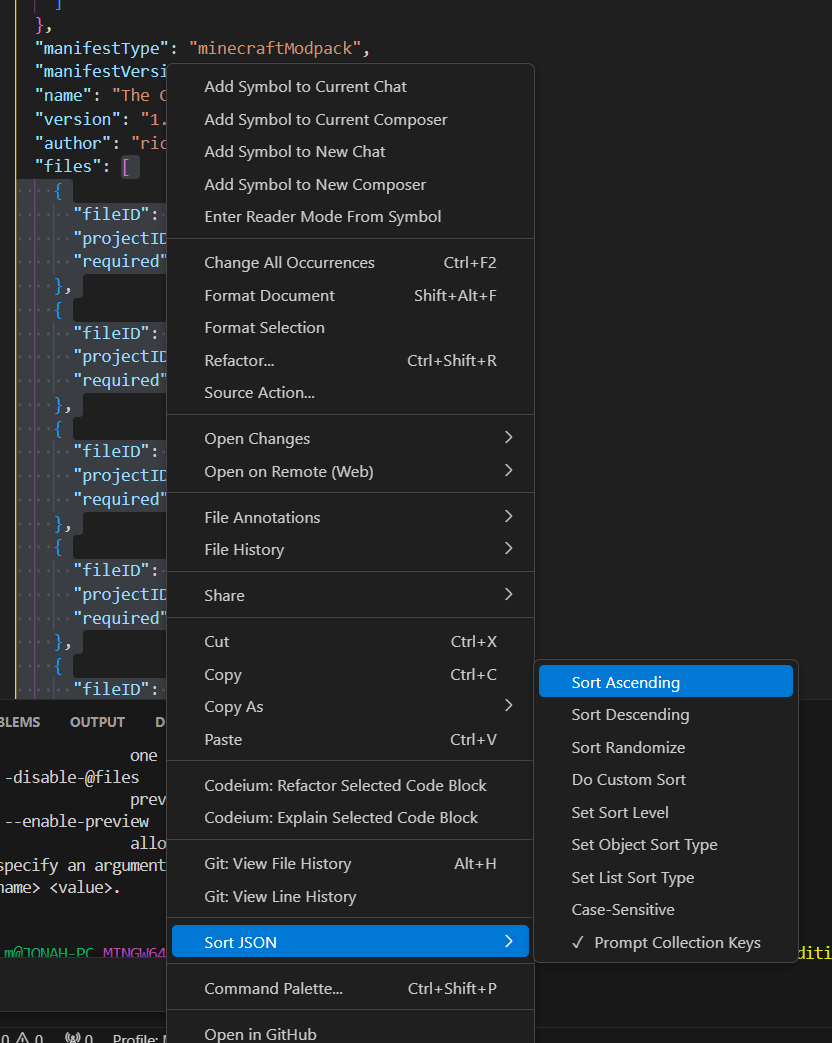 ]
},
"manifestType": "minecraftModpack",
"manifestVersi
"name": "The
"version": "1.
"author": "ric
"files": [
{
"fileID":
"projectID
"required"
},
{
"fileID":
"projectID
"required"
},
{
"fileID":
"projectID
"required"
},
{
"fileID":
"projectID
"required"
},
{
"fileID":
Add Symbol to Current Chat
Add Symbol to Current Composer
Add Symbol to New Chat
Add Symbol to New Composer
Enter Reader Mode From Symbol
Change All Occurrences Ctrl+F2
Format Document Shift+Alt+F
Format Selection
Refactor... Ctrl+Shift+R
Source Action...
Open Changes
Open on Remote (Web)
File Annotations
File History
Share
Cut Ctrl+X
Copy Ctrl+C
Copy As
Paste Ctrl+V
Codeium: Refactor Selected Code Block
Codeium: Explain Selected Code Block
Git: View File History Alt+H
Git: View Line History
Sort JSON
Command Palette... Ctrl+Shift+P
Open in GitHub
Sort Ascending
Sort Descending
Sort Randomize
Do Custom Sort
Set Sort Level
Set Object Sort Type
Set List Sort Type
Case-Sensitive
✓ Prompt Collection Keys
BLEMS OUTPUT D
one
-disable-@files
prev
--enable-preview
allo
specify an argument
name> <value>.
m@JONAH-PC MINGW64 diti
0 0 0 Profile: